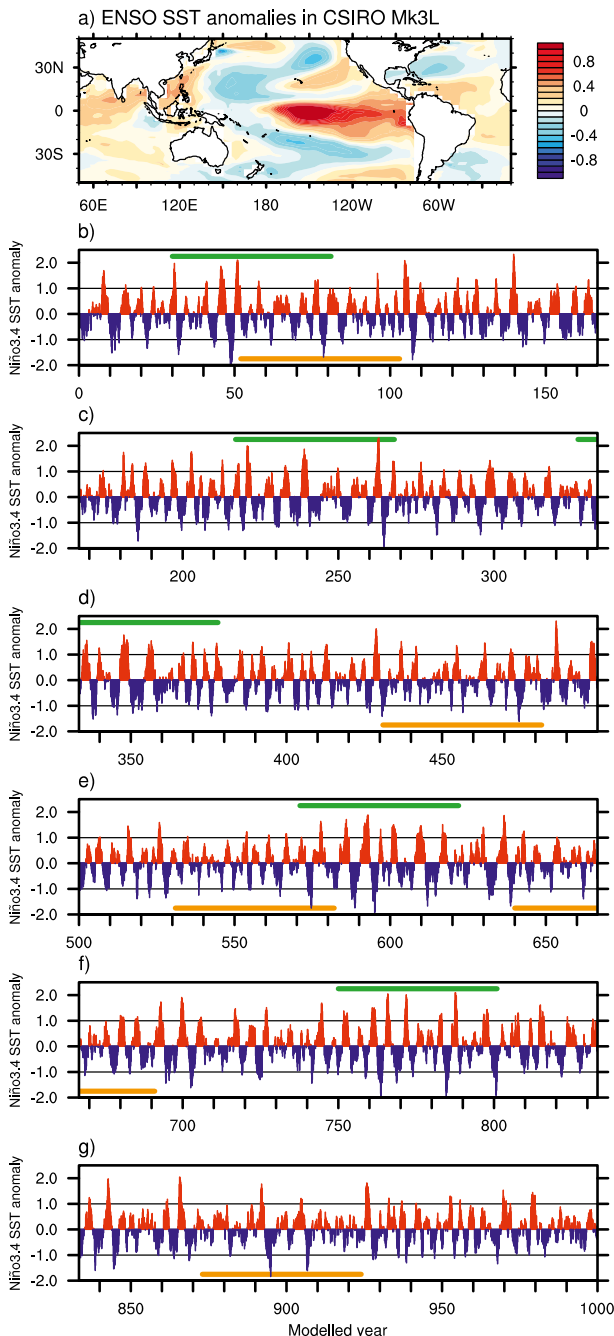 a) ENSO SST anomalies in CSIRO Mk3L
30N
0
30S
60E 120E 180 120W 60W
0.8
0.4
0
-0.4
-0.8
b)
Niño3.4 SST anomaly
2.0
1.0
0.0
-1.0
-2.0
0 50 100 150
c)
Niño3.4 SST anomaly
2.0
1.0
0.0
-1.0
-2.0
200 250 300
d)
Niño3.4 SST anomaly
2.0
1.0
0.0
-1.0
-2.0
350 400 450
e)
Niño3.4 SST anomaly
2.0
1.0
0.0
-1.0
-2.0
500 550 600 650
f)
Niño3.4 SST anomaly
2.0
1.0
0.0
-1.0
-2.0
700 750 800
g)
Niño3.4 SST anomaly
2.0
1.0
0.0
-1.0
-2.0
850 900 950 1000
Modelled year